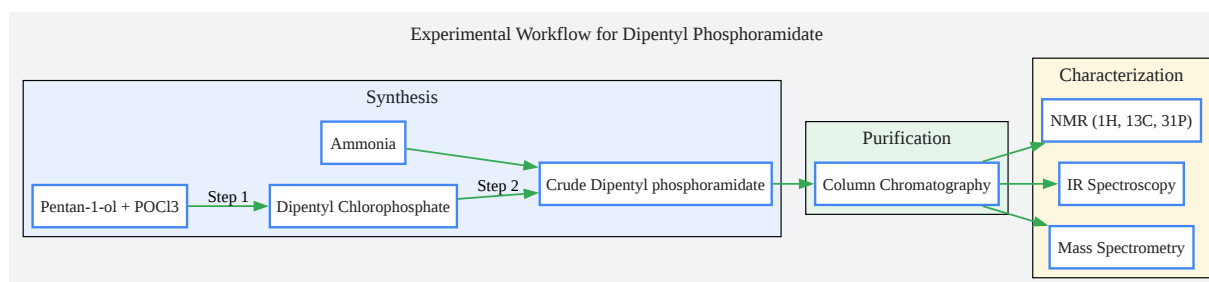 Experimental Workflow for Dipentyl Phosphoramidate
Synthesis
Ammonia
Pentan-1-ol + POCl3
Step 1
Dipentyl Chlorophosphate
Step 2
Crude Dipentyl phosphoramidate
Purification
Column Chromatography
Characterization
NMR (1H, 13C, 31P)
IR Spectroscopy
Mass Spectrometry